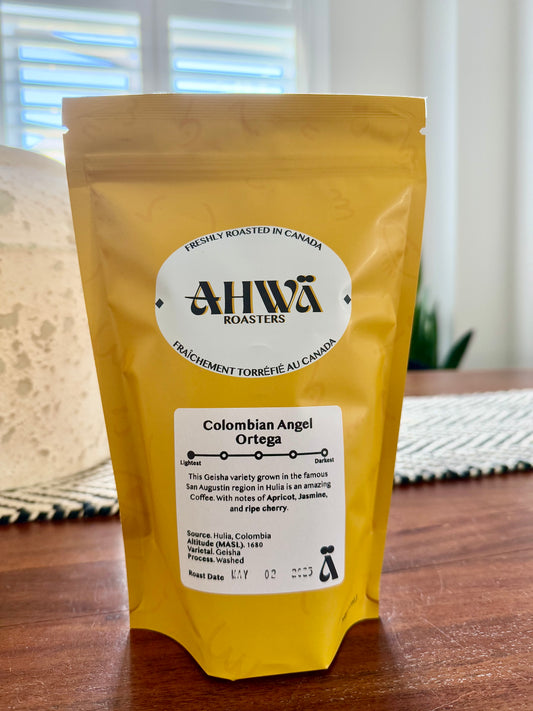 FRESHLY ROASTED IN CANADA
AHWÄ
ROASTERS
FRAÎCHEMENT TORRÉFIÉ AU CANADA
Colombian Angel
Ortega
Lightest Darkest
This Geisha variety grown in the famous
San Augustin region in Hulia is an amazing
Coffee. With notes of Apricot, Jasmine,
and ripe cherry.
Source. Hulia, Colombia
Altitude (MASL). 1680
Varietal. Geisha
Process. Washed
Roast Date MAY 02 2025
Ä